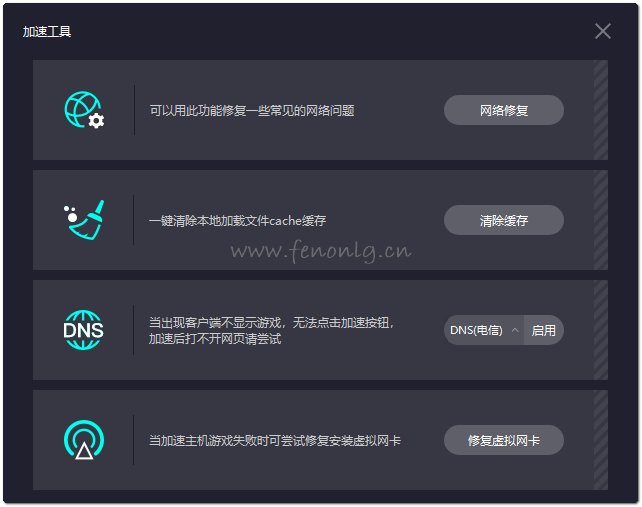 加速工具
可以用此功能修复一些常见的网络问题
网络修复
一键清除本地加载文件cache缓存
清除缓存
www.fenonlg.cn
DNS
当出现客户端不显示游戏，无法点击加速按钮，
加速后打不开网页请尝试
DNS(电信)
启用
当加速主机游戏失败时可尝试修复安装虚拟网卡
修复虚拟网卡